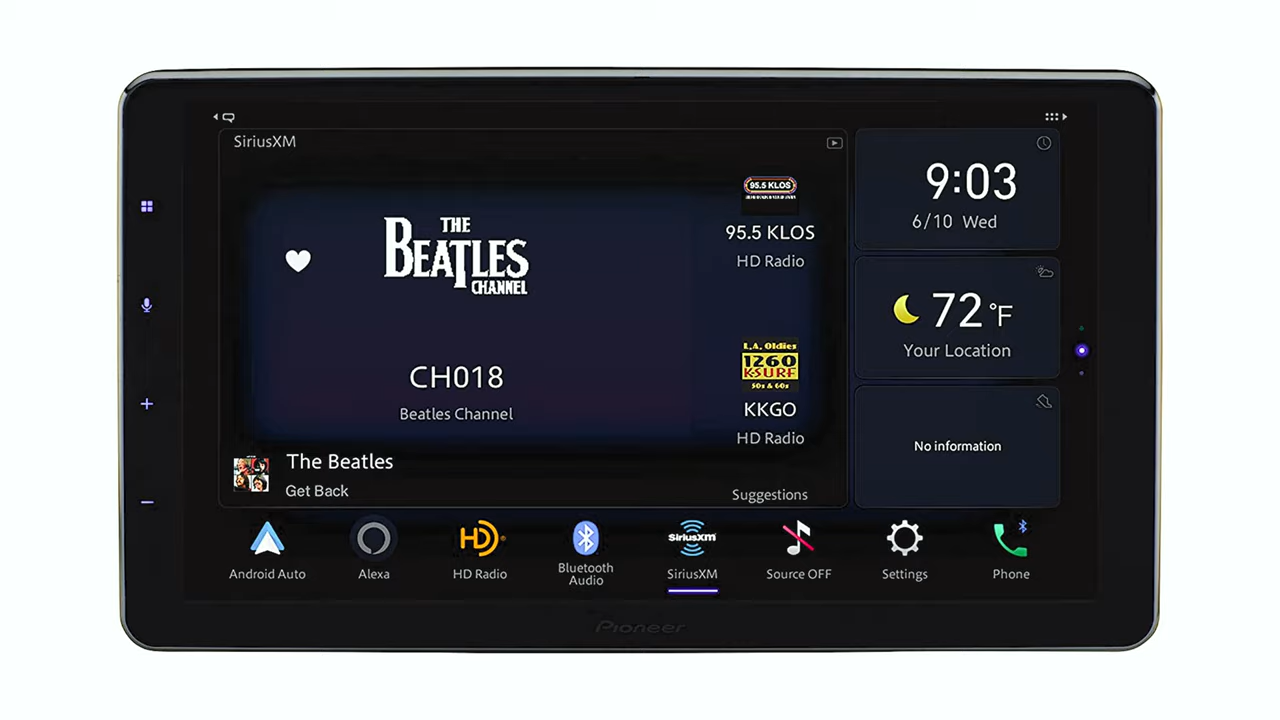 SiriusXM
THE
BEATLES
CHANNEL
CH018
Beatles Channel
The Beatles
Get Back
95.5 KLOS
95.5 KLOS
HD Radio
L.A. Oldies
1260
K-SURF
50s & 60s
KKGO
HD Radio
Suggestions
9:03
6/10 Wed
72°F
Your Location
No information
Android Auto
Alexa
HD
HD Radio
Bluetooth
Audio
SiriusXM
SiriusXM
Source OFF
Settings
Phone
Pioneer